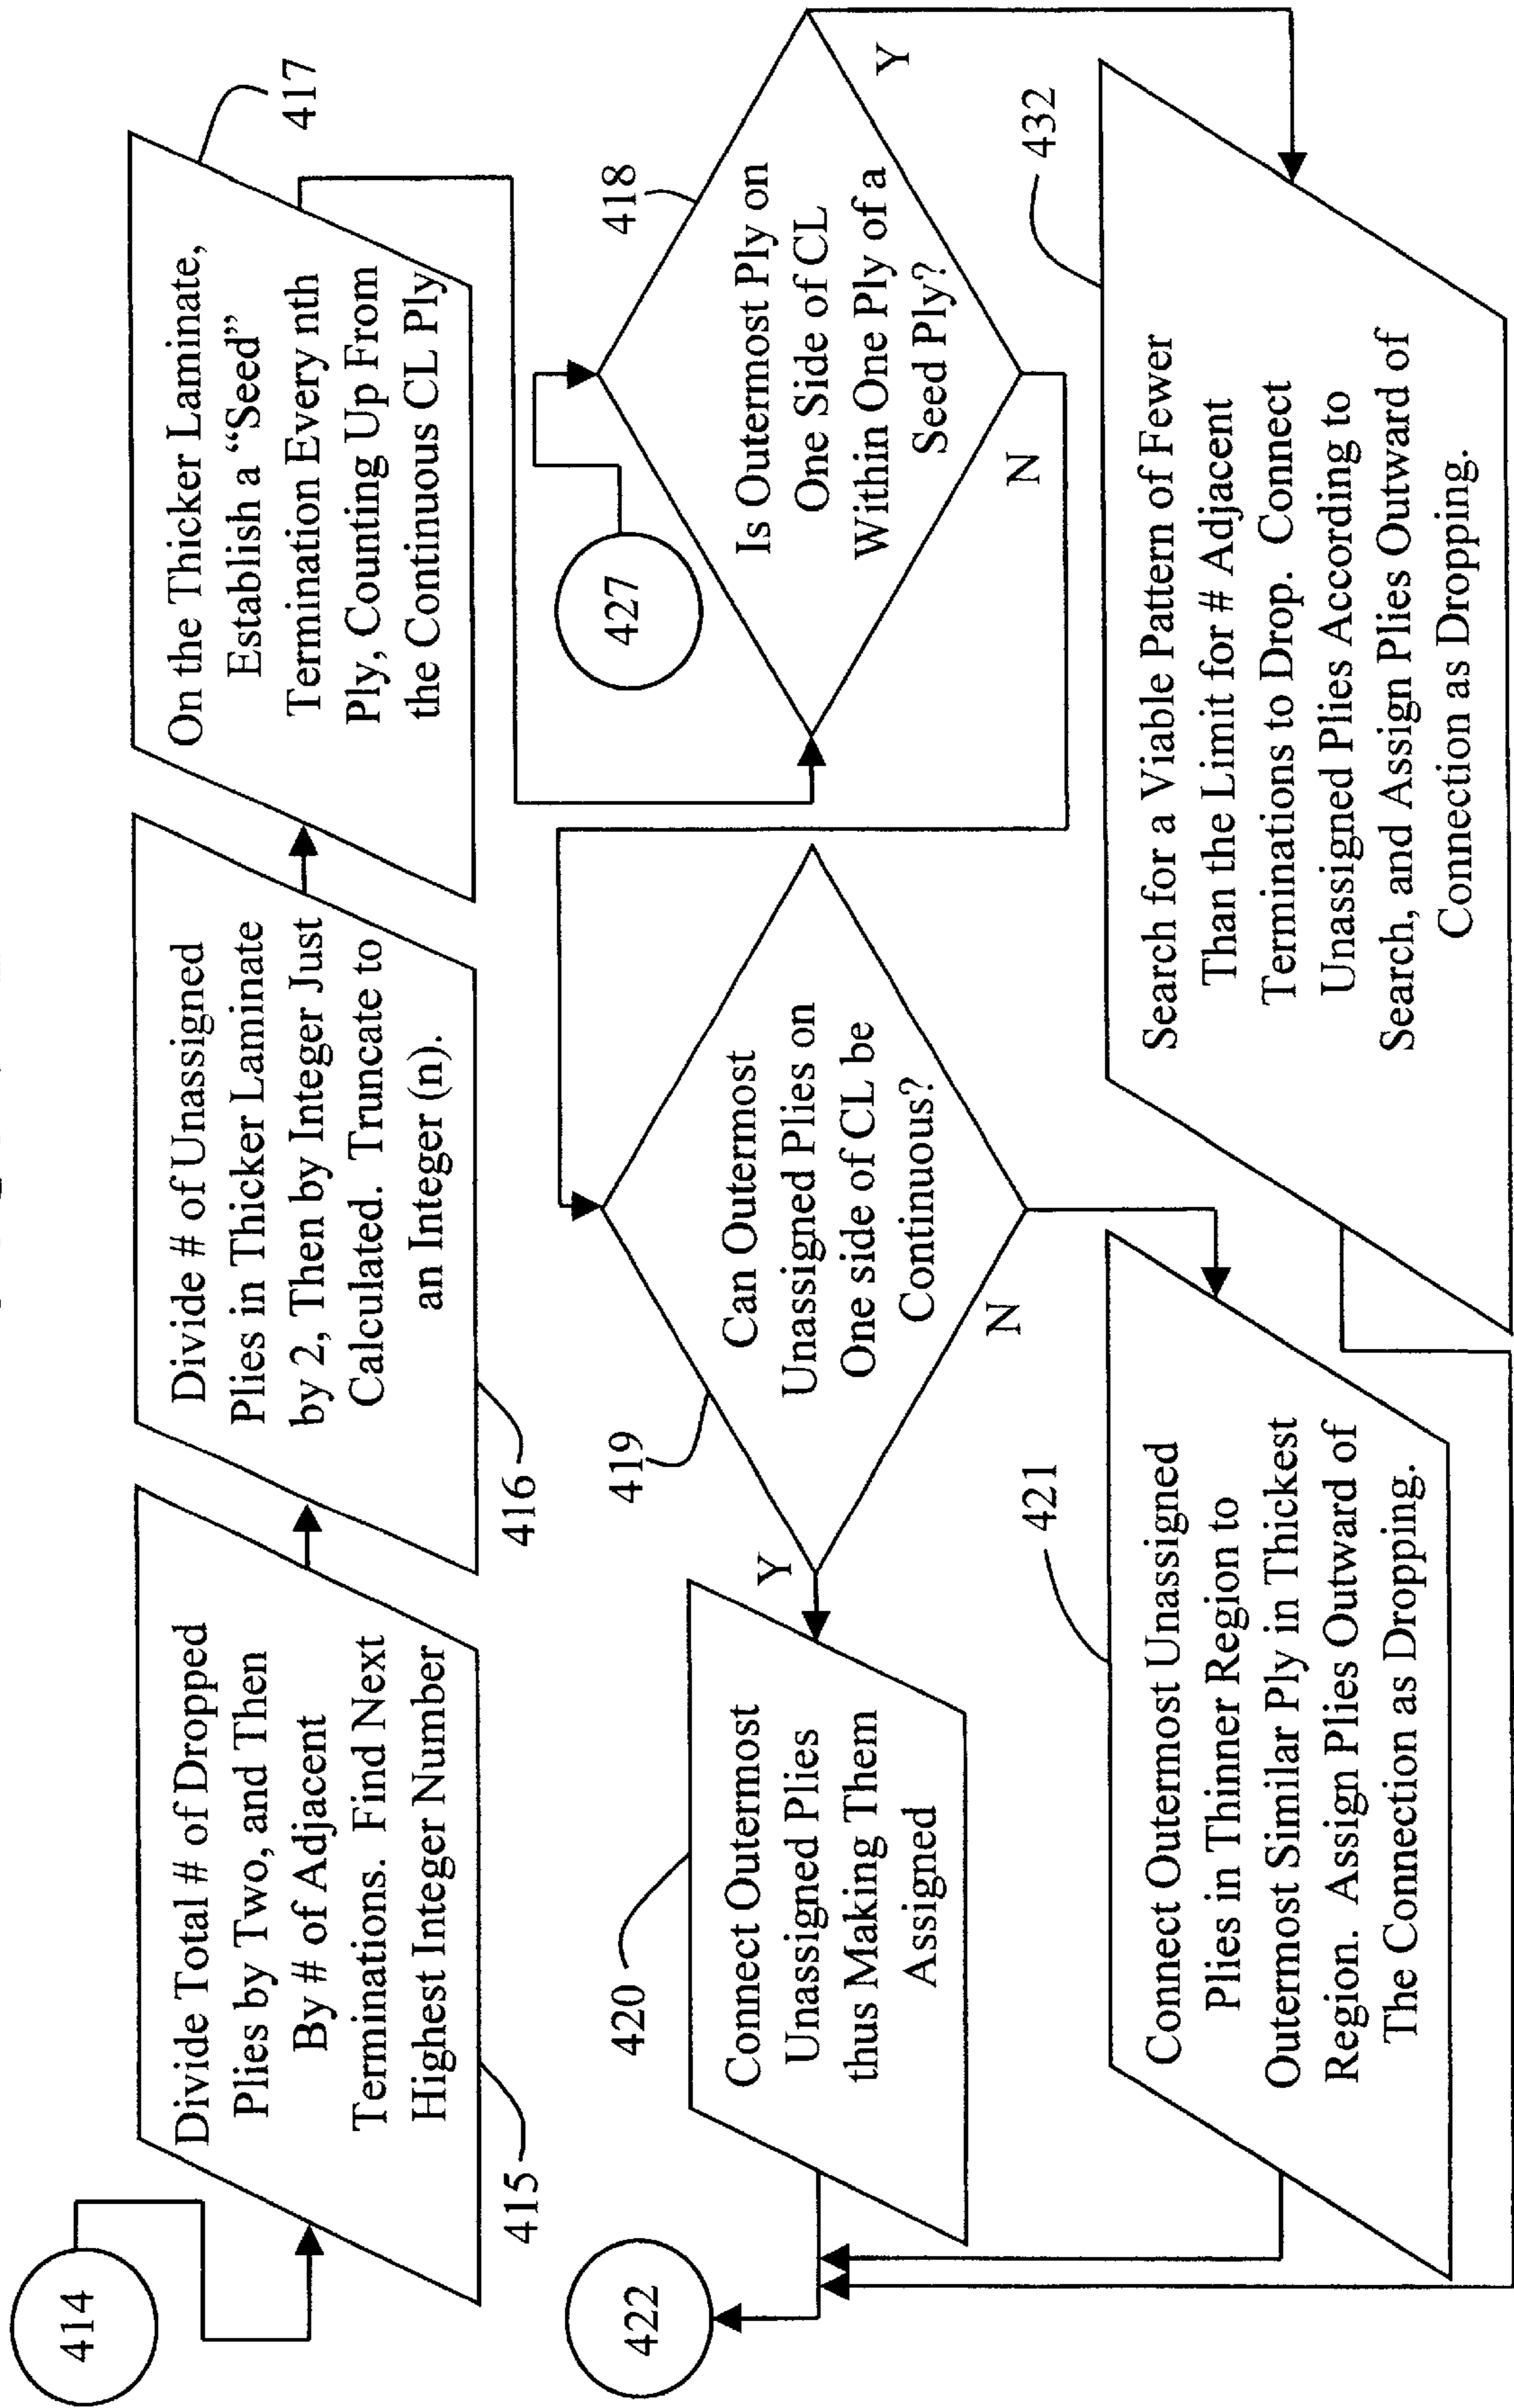 414
Divide Total # of Dropped
Plies by Two, and Then
By # of Adjacent
Terminations. Find Next
Highest Integer Number
415
Divide # of Unassigned
Plies in Thicker Laminate
by 2, Then by Integer Just
Calculated. Truncate to
an Integer (n).
416
On the Thicker Laminate,
Establish a “Seed”
Termination Every nth
Ply, Counting Up From
the Continuous CL Ply
417
427
Is Outermost Ply on
One Side of CL
Within One Ply of a
Seed Ply?
418
Y
N
Can Outermost
Unassigned Plies on
One side of CL be
Continuous?
419
Y
N
Connect Outermost
Unassigned Plies
thus Making Them
Assigned
420
422
Connect Outermost Unassigned
Plies in Thinner Region to
Outermost Similar Ply in Thickest
Region. Assign Plies Outward of
The Connection as Dropping.
421
Search for a Viable Pattern of Fewer
Than the Limit for # Adjacent
Terminations to Drop. Connect
Unassigned Plies According to
Search, and Assign Plies Outward of
Connection as Dropping.
432